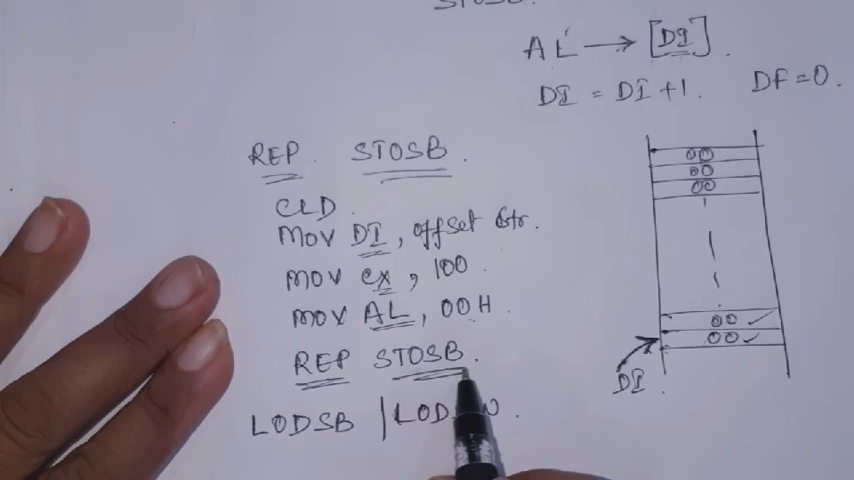 STOSB.
AL → [DI].
DI = DI+1. DF=0.
REP. STOSB.
CLD.
MOV DI, offset Str.
MOV CX, 100.
MOV AL, 00H.
REP STOSB.
LODSB |
00
00
00
00
00
DI.